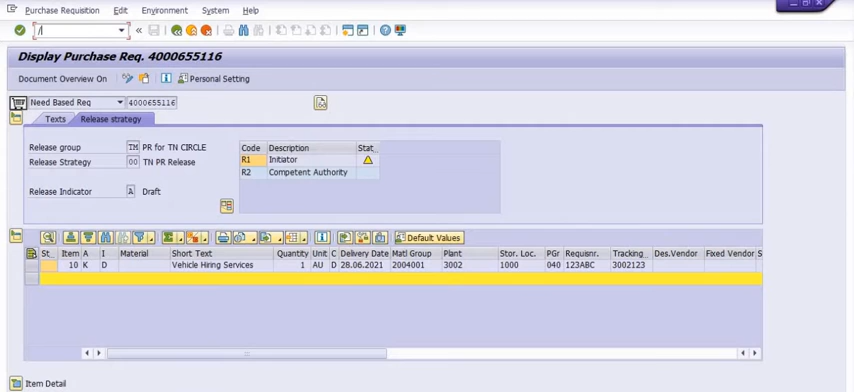 Purchase Requisition Edit Environment System Help
/
Display Purchase Req. 4000655116
Document Overview On Personal Setting
Need Based Req 4000655116
Texts Release strategy
Release group TM PR for TN CIRCLE
Release Strategy 00 TN PR Release
Release Indicator A Draft
Code Description Stat
R1 Initiator
R2 Competent Authority
Default Values
St... Item A I Material Short Text Quantity Unit C Delivery Date Matl Group Plant Stor. Loc. PGr Requisnr. Tracking Des.Vendor Fixed Vendor S
10 K D Vehicle Hiring Services 1 AU D 28.06.2021 2004001 3002 1000 040 123ABC 3002123
Item Detail